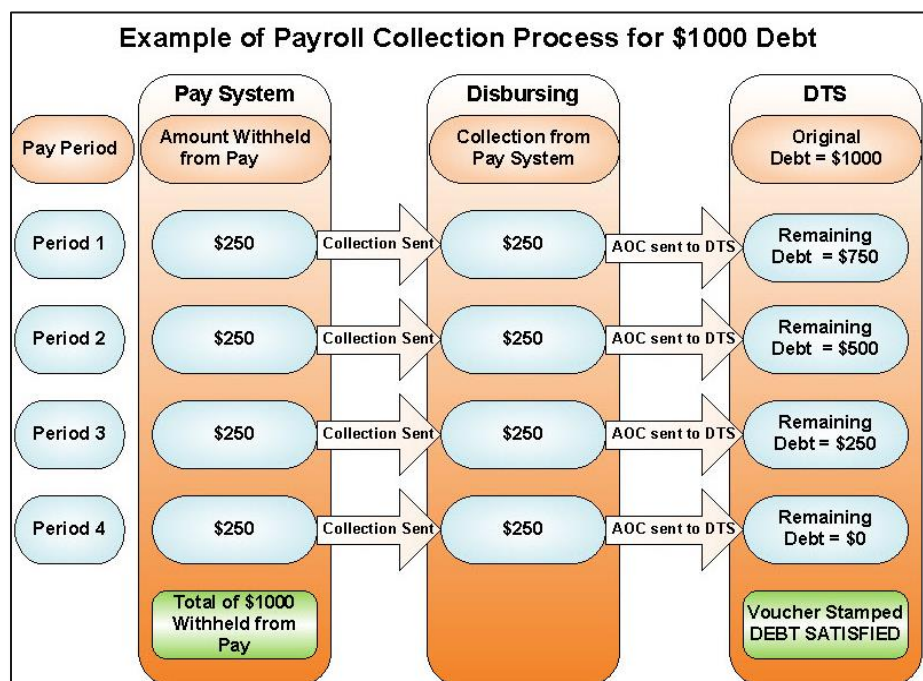 Example of Payroll Collection Process for $1000 Debt
Pay System
Disbursing
DTS
Pay Period
Amount Withheld
from Pay
Collection from
Pay System
Original
Debt = $1000
Period 1
$250
Collection Sent
$250
AOC sent to DTS
Remaining
Debt = $750
Period 2
$250
Collection Sent
$250
AOC sent to DTS
Remaining
Debt = $500
Period 3
$250
Collection Sent
$250
AOC sent to DTS
Remaining
Debt = $250
Period 4
$250
Collection Sent
$250
AOC sent to DTS
Remaining
Debt = $0
Total of $1000
Withheld from
Pay
Voucher Stamped
DEBT SATISFIED